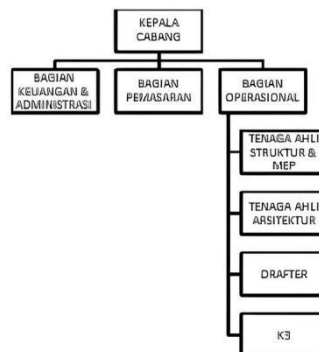 KEPALA
CABANG
BAGIAN
KEUANGAN &
ADMINISTRASI
BAGIAN
PEMASARAN
BAGIAN
OPERASIONAL
TENAGA AHLI
STRUKTUR &
MEP
TENAGA AHLI
ARSITEKTUR
DRAFTER
K3